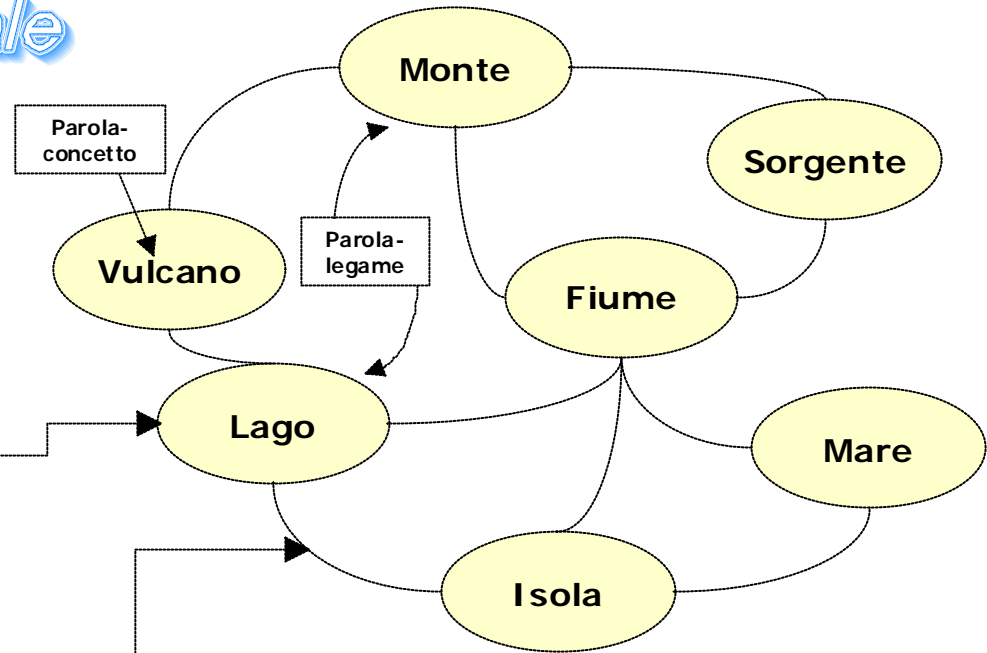 Monte
Parola-
concetto
Sorgente
Parola-
legame
Vulcano
Fiume
Lago
Mare
Isola